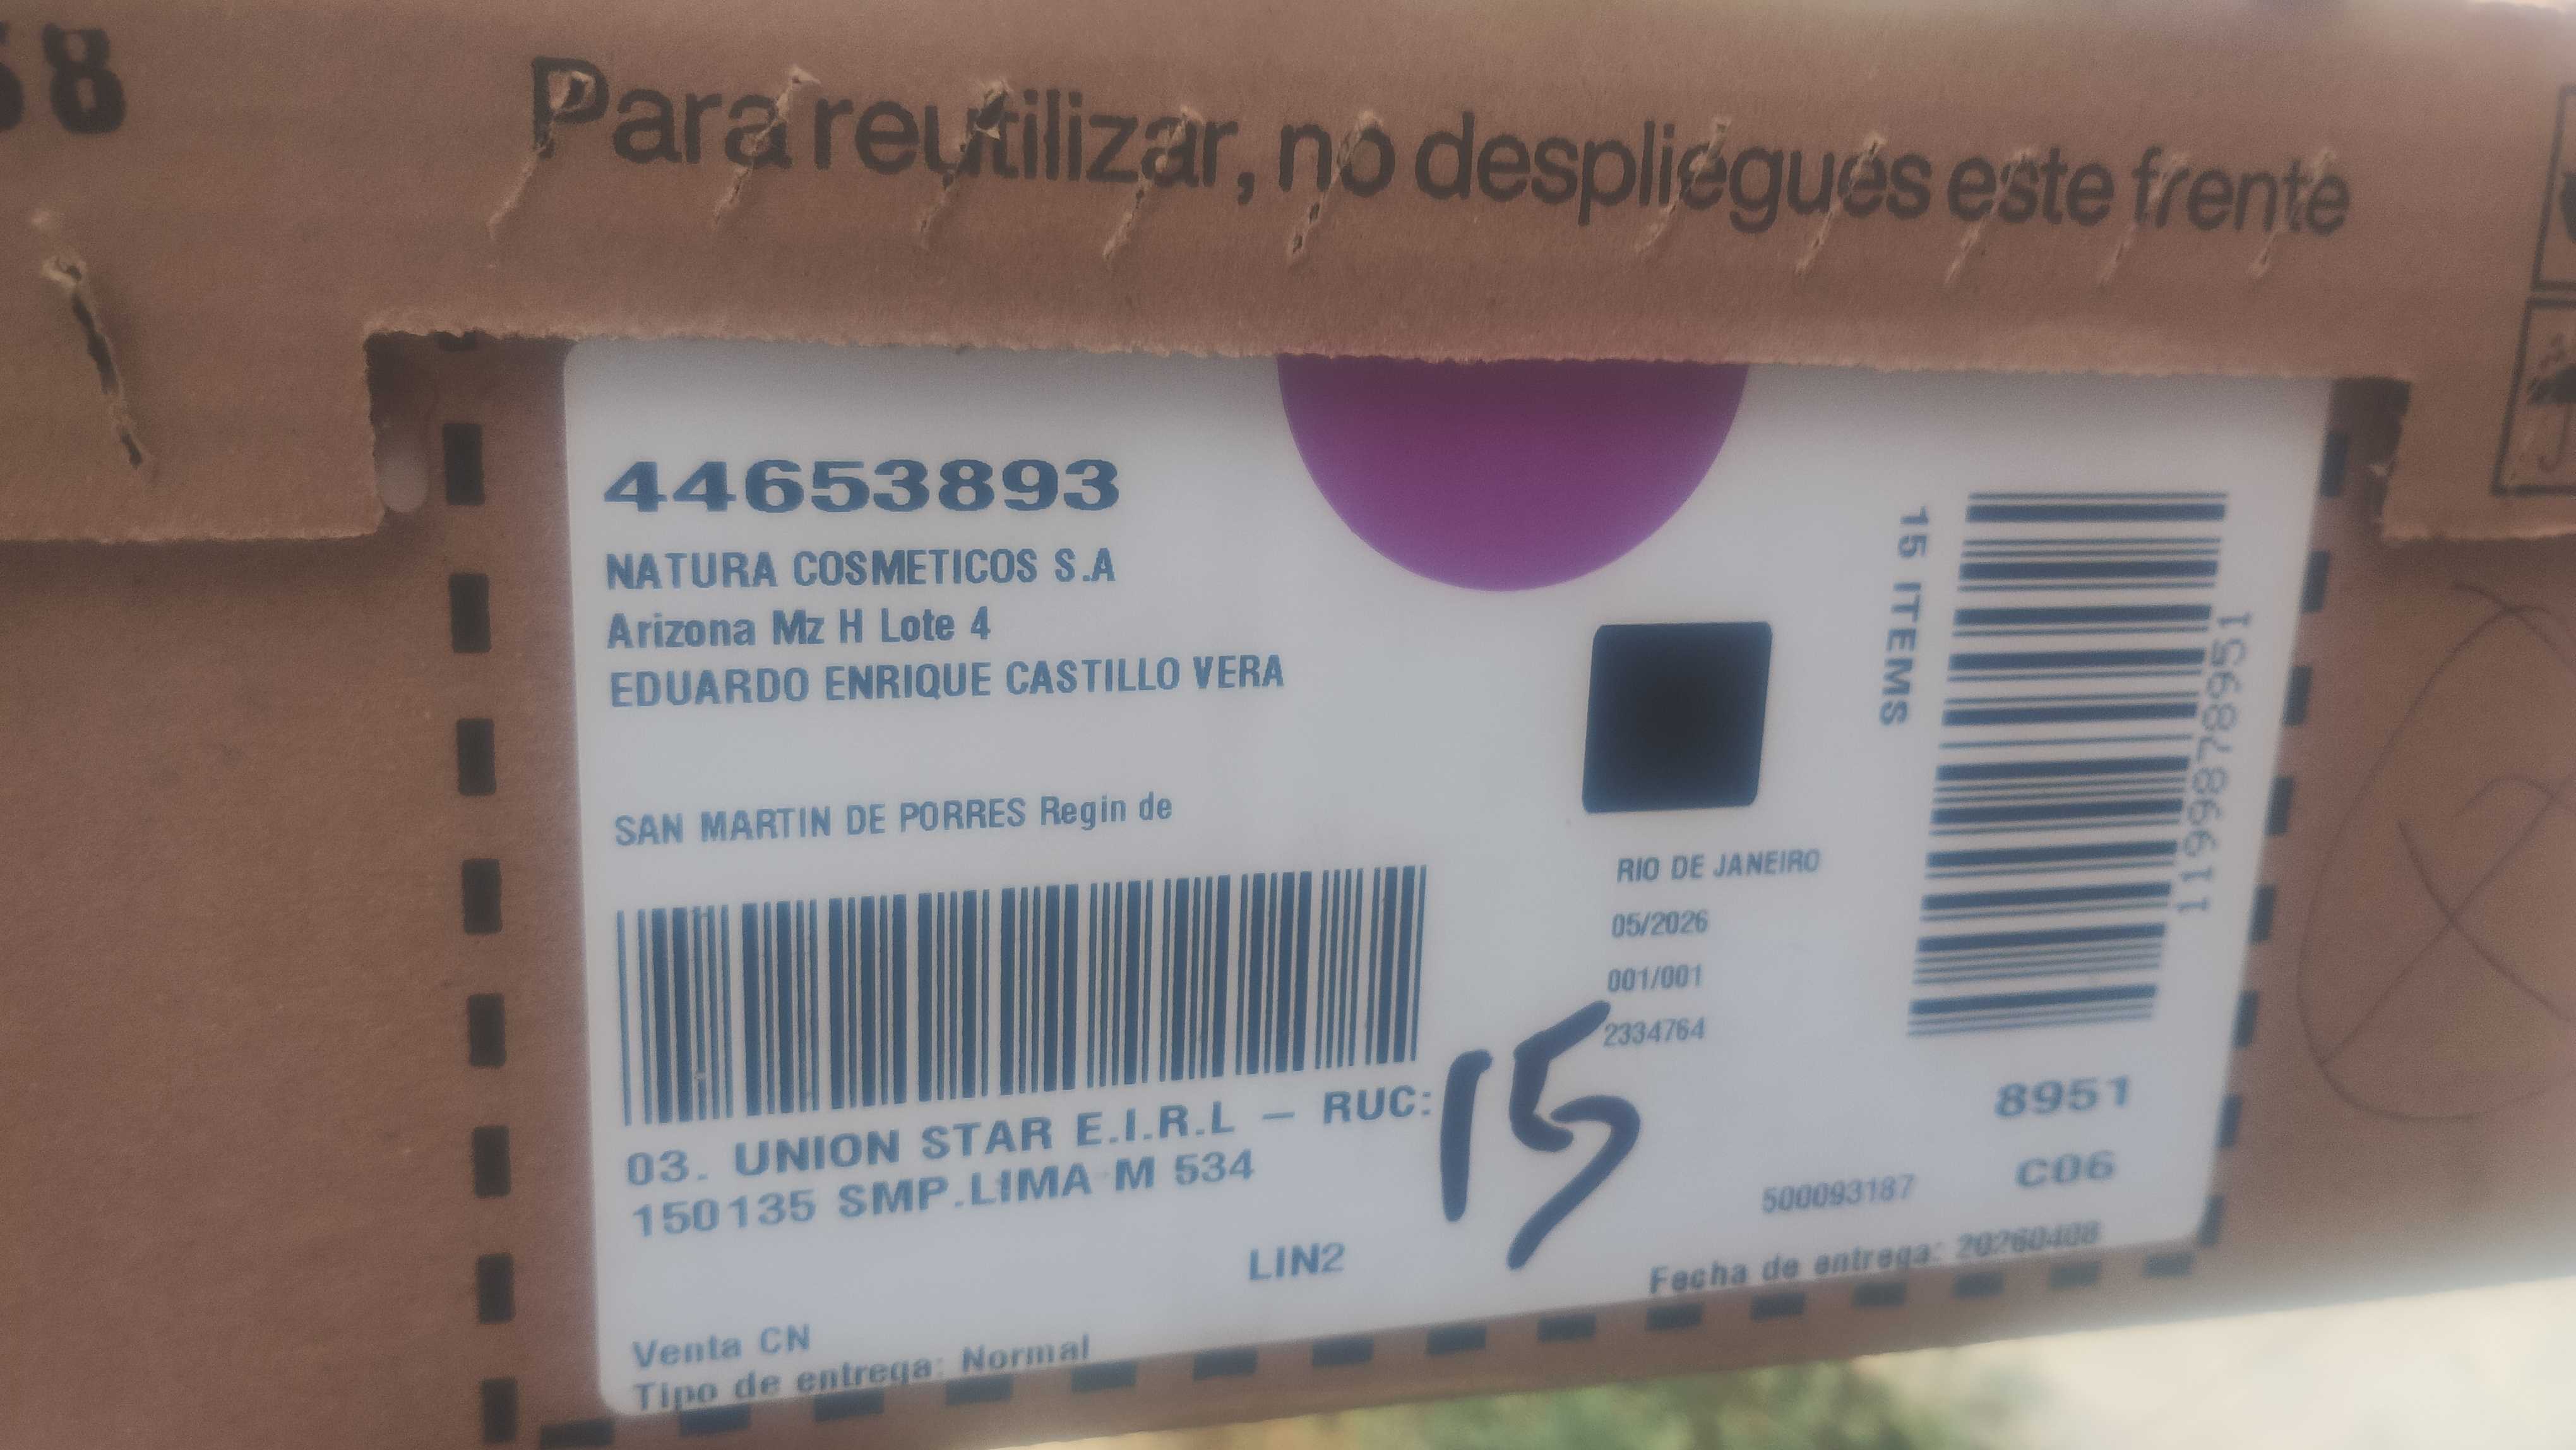 58
Para reutilizar, no despliegues este frente
44653893
NATURA COSMETICOS S.A
Arizona Mz H Lote 4
EDUARDO ENRIQUE CASTILLO VERA
SAN MARTIN DE PORRES Regin de
15 ITEMS
1199878951
RIO DE JANEIRO
05/2026
001/001
2334764
03. UNION STAR E.I.R.L – RUC:
150135 SMP.LIMA M 534
15
8951
C06
500093187
LIN2
Fecha de entrega: 20260408
Venta CN
Tipo de entrega: Normal